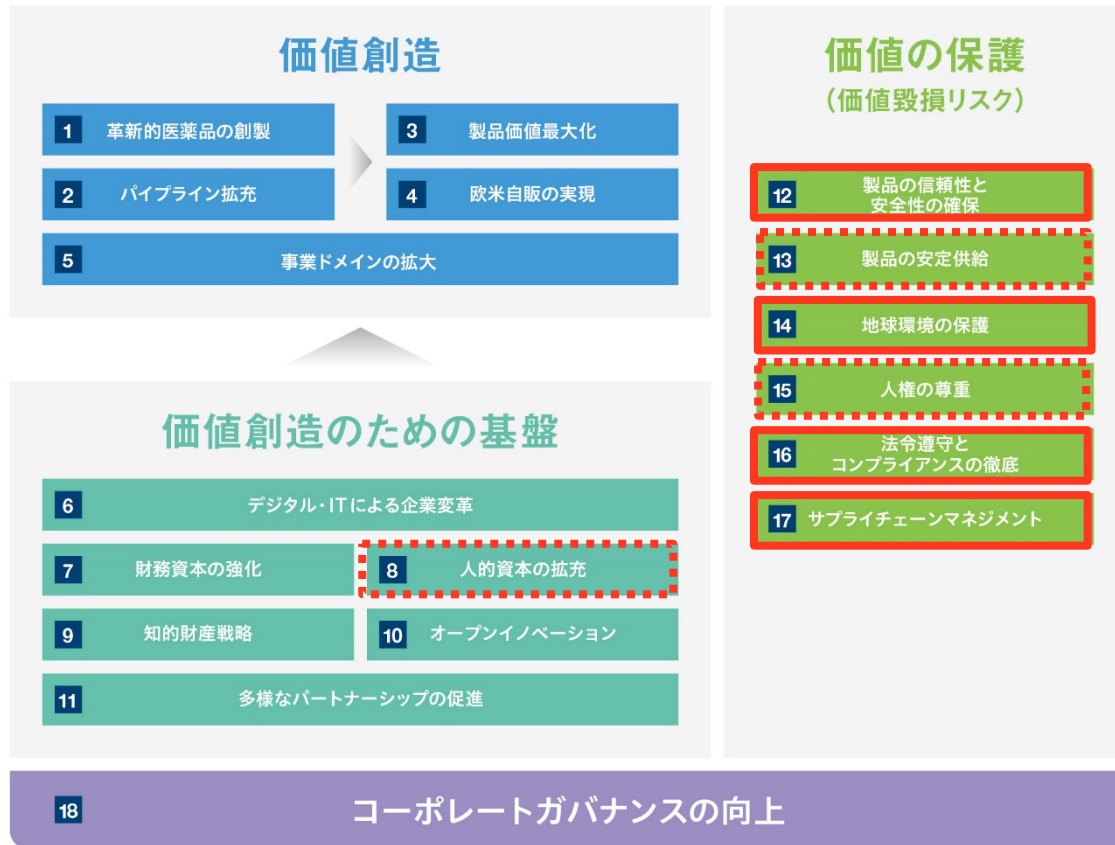 価値創造
1 革新的医薬品の創製
3 製品価値最大化
2 パイプライン拡充
4 欧米自販の実現
5 事業ドメインの拡大
価値創造のための基盤
6 デジタル・ITによる企業変革
7 財務資本の強化
8 人的資本の拡充
9 知的財産戦略
10 オープンイノベーション
11 多様なパートナーシップの促進
価値の保護
（価値毀損リスク）
12 製品の信頼性と
安全性の確保
13 製品の安定供給
14 地球環境の保護
15 人権の尊重
16 法令遵守と
コンプライアンスの徹底
17 サプライチェーンマネジメント
18 コーポレートガバナンスの向上